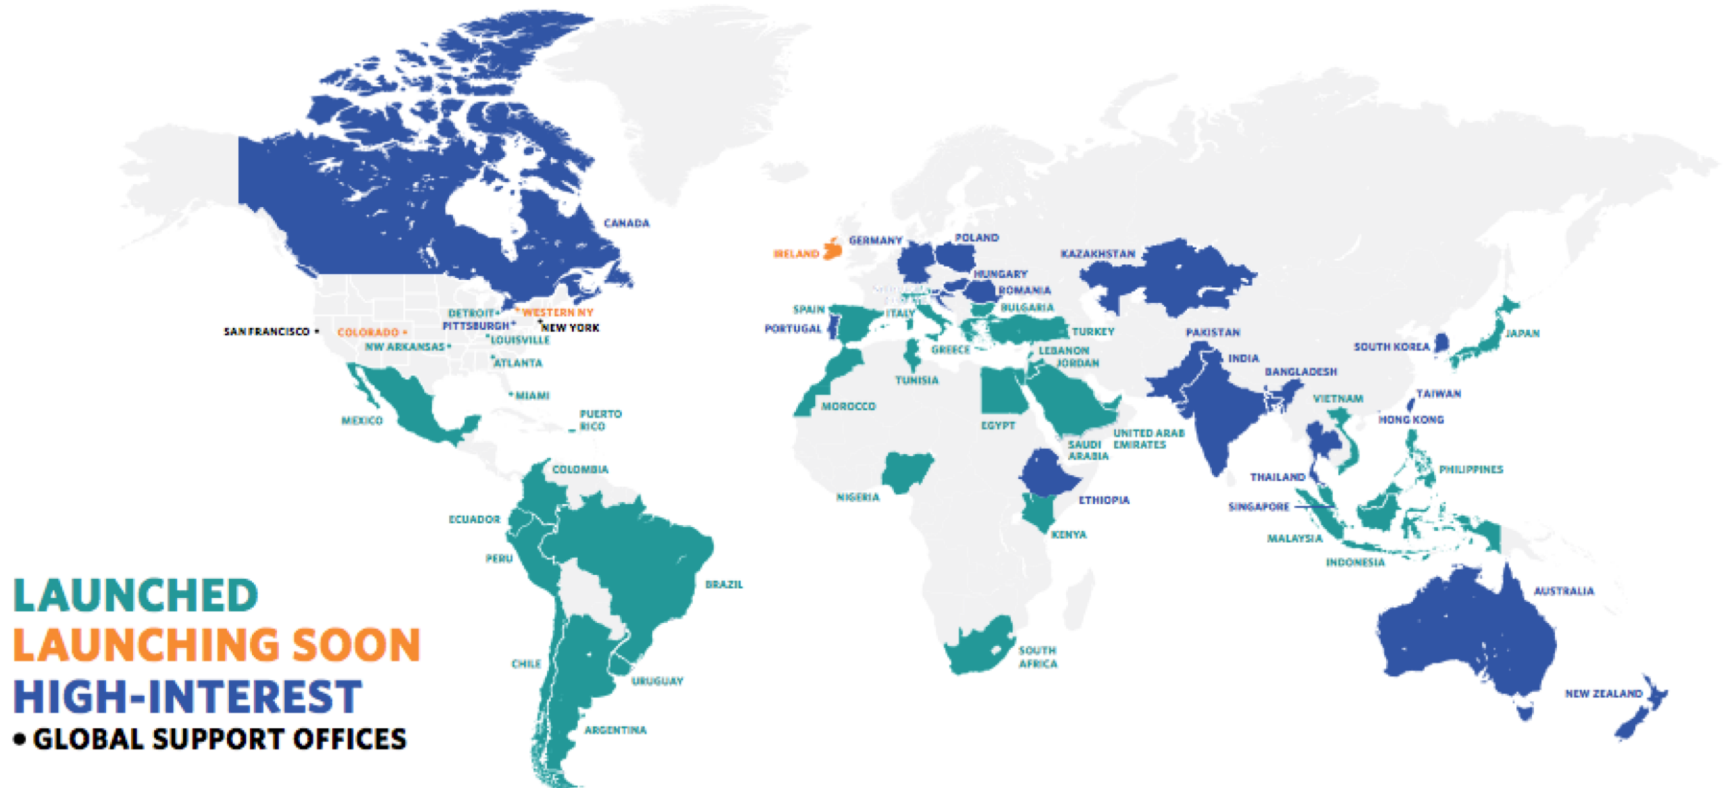 CANADA
IRELAND
GERMANY
POLAND
KAZAKHSTAN
HUNGARY
ROMANIA
SPAIN
ITALY
BULGARIA
PORTUGAL
TURKEY
GREECE
LEBANON
JORDAN
TUNISIA
MOROCCO
EGYPT
SAUDI
ARABIA
UNITED ARAB
EMIRATES
NIGERIA
ETHIOPIA
KENYA
SOUTH
AFRICA
PAKISTAN
INDIA
BANGLADESH
SOUTH KOREA
JAPAN
TAIWAN
VIETNAM
HONG KONG
THAILAND
PHILIPPINES
SINGAPORE
MALAYSIA
INDONESIA
AUSTRALIA
NEW ZEALAND
DETROIT
WESTERN NY
PITTSBURGH
NEW YORK
SAN FRANCISCO
COLORADO
LOUISVILLE
NW ARKANSAS
ATLANTA
MIAMI
MEXICO
PUERTO
RICO
COLOMBIA
ECUADOR
PERU
BRAZIL
CHILE
URUGUAY
ARGENTINA
LAUNCHED
LAUNCHING SOON
HIGH-INTEREST
• GLOBAL SUPPORT OFFICES